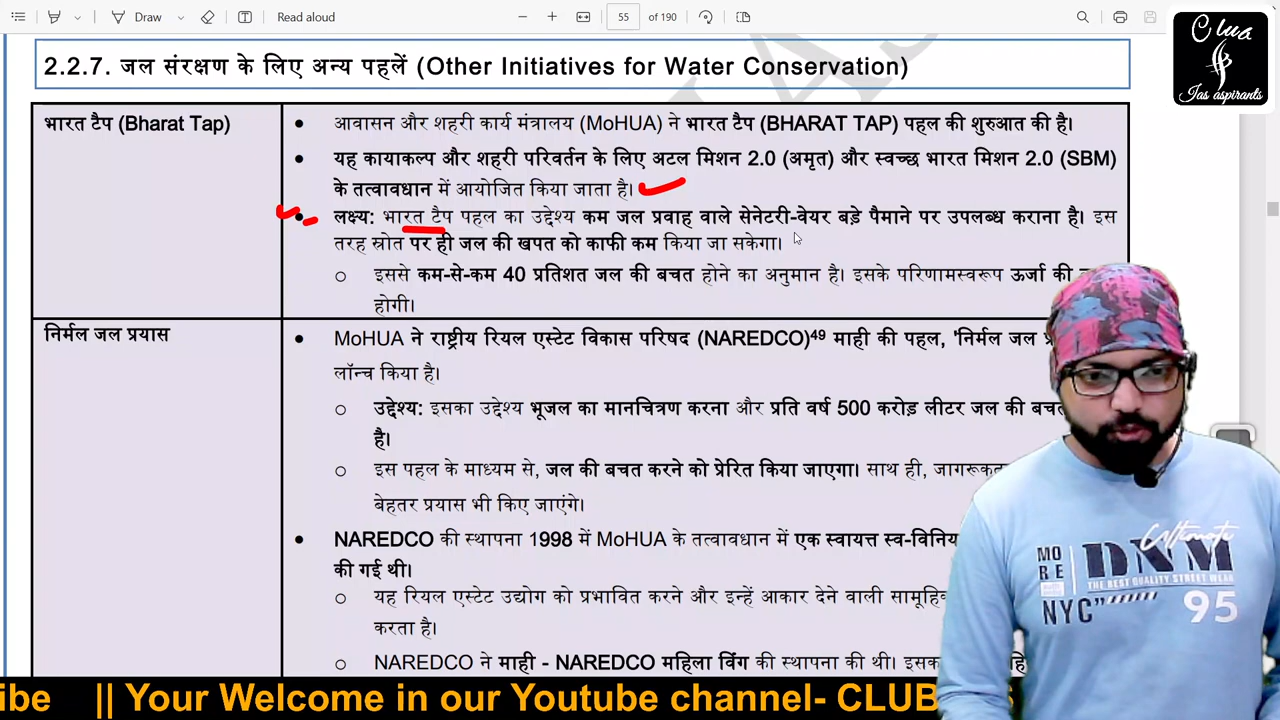 Draw
Read aloud
55 of 190
Clua
Ias aspirants
2.2.7. जल संरक्षण के लिए अन्य पहलें (Other Initiatives for Water Conservation)
भारत टैप (Bharat Tap)
• आवासन और शहरी कार्य मंत्रालय (MoHUA) ने भारत टैप (BHARAT TAP) पहल की शुरुआत की है।
• यह कायाकल्प और शहरी परिवर्तन के लिए अटल मिशन 2.0 (अमृत) और स्वच्छ भारत मिशन 2.0 (SBM)
के तत्वावधान में आयोजित किया जाता है।
• लक्ष्य: भारत टैप पहल का उद्देश्य कम जल प्रवाह वाले सेनेटरी-वेयर बड़े पैमाने पर उपलब्ध कराना है। इस
तरह स्रोत पर ही जल की खपत को काफी कम किया जा सकेगा।
o इससे कम-से-कम 40 प्रतिशत जल की बचत होने का अनुमान है। इसके परिणामस्वरूप ऊर्जा की
होगी।
निर्मल जल प्रयास
• MoHUA ने राष्ट्रीय रियल एस्टेट विकास परिषद (NAREDCO)49 माही की पहल, 'निर्मल जल
लॉन्च किया है।
o उद्देश्य: इसका उद्देश्य भूजल का मानचित्रण करना और प्रति वर्ष 500 करोड़ लीटर जल की बचत
है।
o इस पहल के माध्यम से, जल की बचत करने को प्रेरित किया जाएगा। साथ ही,
बेहतर प्रयास भी किए जाएंगे।
• NAREDCO की स्थापना 1998 में MoHUA के तत्वावधान में एक स्वायत्त
की गई थी।
o यह रियल एस्टेट उद्योग को प्रभावित करने और इन्हें आकार देने वाली
करता है।
o NAREDCO ने माही - NAREDCO महिला विंग की स्थापना की थी।
MO
RE
NYC"
Ultimate
DNM
THE BEST QUALITY STREET WEAR
95
ibe || Your Welcome in our Youtube channel- CLUB